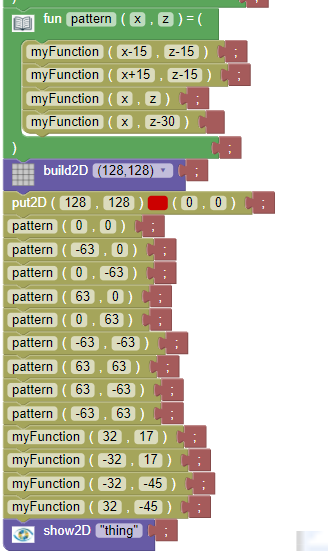 )
fun pattern ( x , z ) = (
myFunction ( x-15 , z-15 ) ;
myFunction ( x+15 , z-15 ) ;
myFunction ( x , z ) ;
myFunction ( x , z-30 ) ;
) ;
build2D (128,128) ;
put2D ( 128 , 128 ) ( 0 , 0 ) ;
pattern ( 0 , 0 ) ;
pattern ( -63 , 0 ) ;
pattern ( 0 , -63 ) ;
pattern ( 63 , 0 ) ;
pattern ( 0 , 63 ) ;
pattern ( -63 , -63 ) ;
pattern ( 63 , 63 ) ;
pattern ( 63 , -63 ) ;
pattern ( -63 , 63 ) ;
myFunction ( 32 , 17 ) ;
myFunction ( -32 , 17 ) ;
myFunction ( -32 , -45 ) ;
myFunction ( 32 , -45 ) ;
show2D "thing" ;